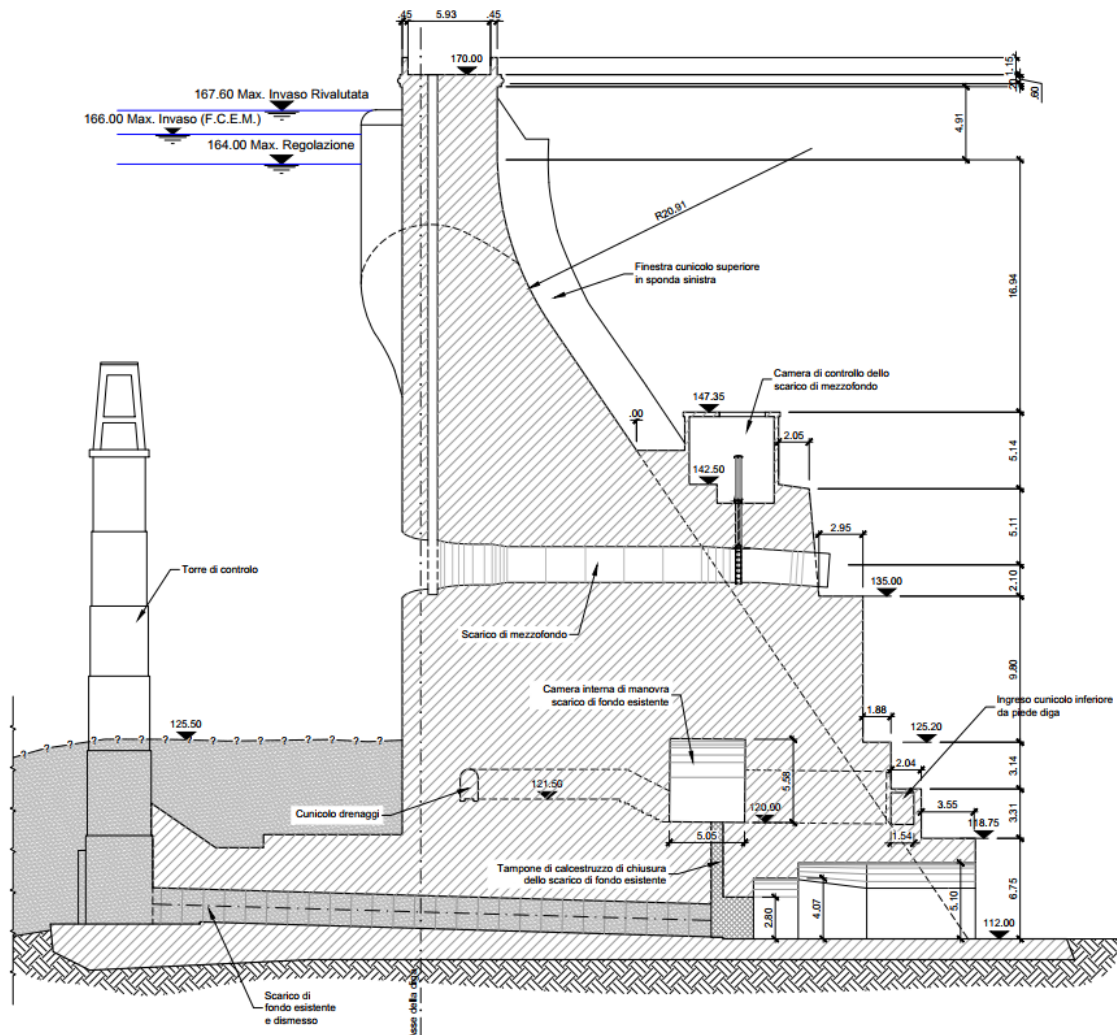 .45
5.93
.45
170.00
1.15
.20
.60
167.60 Max. Invaso Rivalutata
166.00 Max. Invaso (F.C.E.M.)
164.00 Max. Regolazione
4.91
R20.91
Finestra cunicolo superiore
in sponda sinistra
16.94
Camera di controllo dello
scarico di mezzofondo
147.35
.00
2.05
5.14
142.50
5.11
2.95
Torre di controlo
2.10
135.00
Scarico di mezzofondo
9.80
Camera interna di manovra
scarico di fondo esistente
Ingreso cunicolo inferiore
da piede diga
1.88
125.50
125.20
? ? ? ? ? ? ? ? ? ? ? ? ? ? ?
2.04
3.14
5.58
121.50
Cunicolo drenaggi
120.90
3.55
3.31
118.75
5.05
1.54
Tampone di calcestruzzo di chiusura
dello scarico di fondo esistente
2.80
4.07
5.10
6.75
112.00
Scarico di
fondo esistente
e dismesso
asse della diga